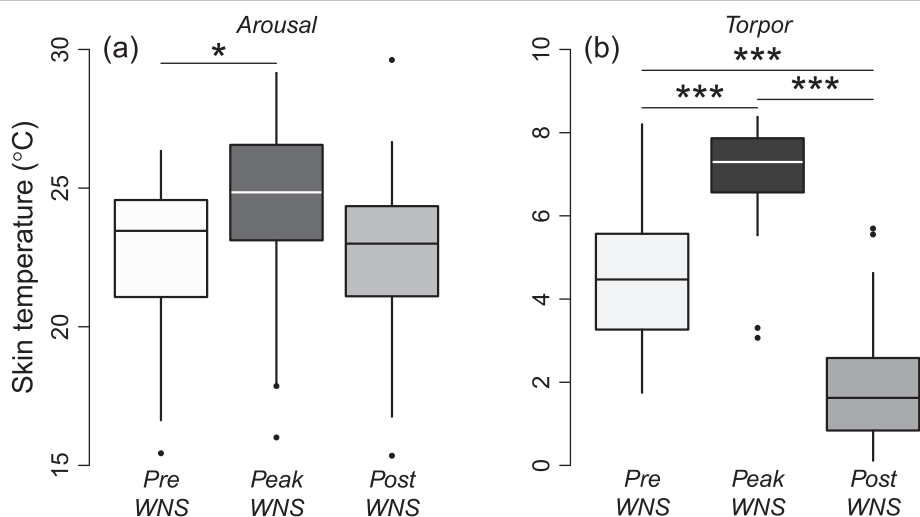 Arousal
Torpor
(a)
(b)
*
***
***
***
Skin temperature (°C)
30
25
20
15
10
8
6
4
2
0
Pre
WNS
Peak
WNS
Post
WNS
Pre
WNS
Peak
WNS
Post
WNS